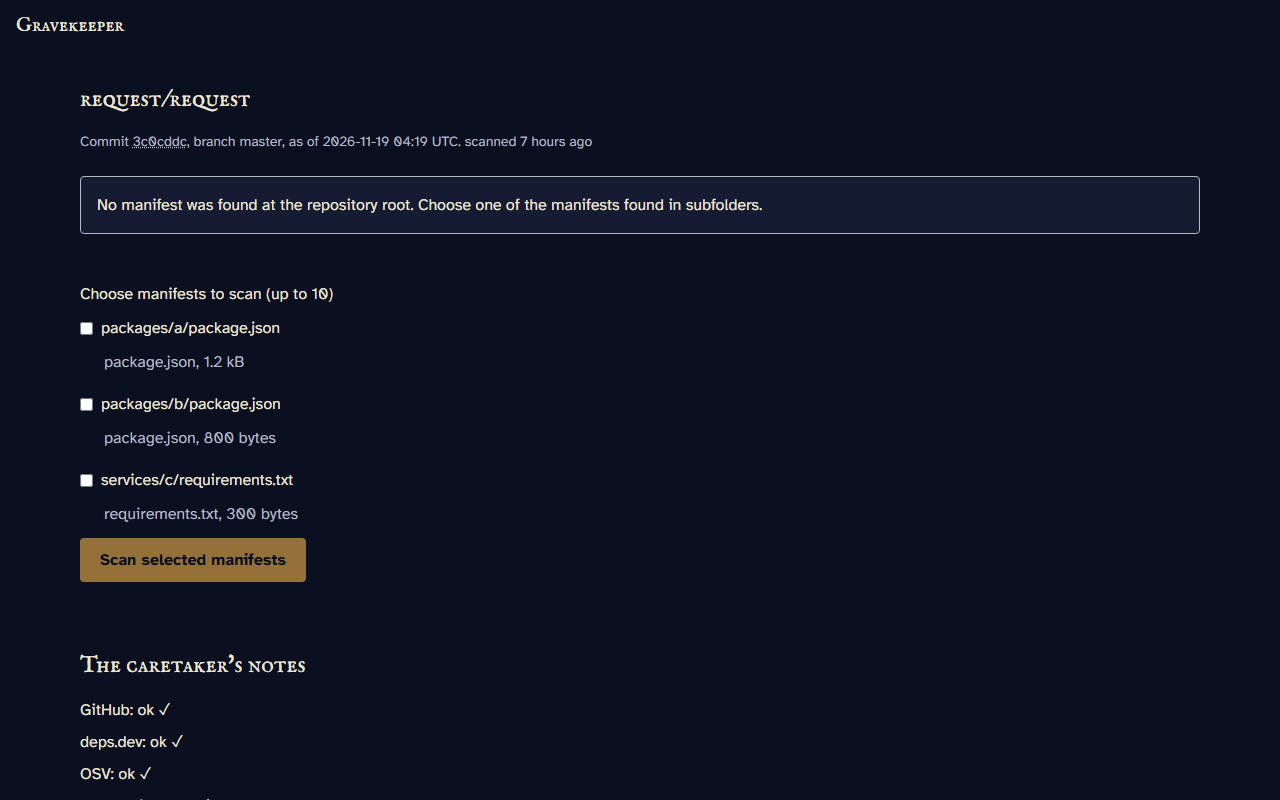 Gravekeeper
request/request
Commit 3c0cddc, branch master, as of 2026-11-19 04:19 UTC. scanned 7 hours ago
No manifest was found at the repository root. Choose one of the manifests found in subfolders.
Choose manifests to scan (up to 10)
packages/a/package.json
package.json, 1.2 kB
packages/b/package.json
package.json, 800 bytes
services/c/requirements.txt
requirements.txt, 300 bytes
Scan selected manifests
The caretaker's notes
GitHub: ok ✓
deps.dev: ok ✓
OSV: ok ✓